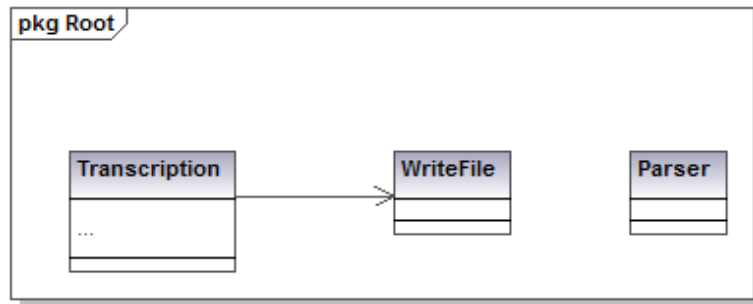 pkg Root
Transcription
WriteFile
Parser
...